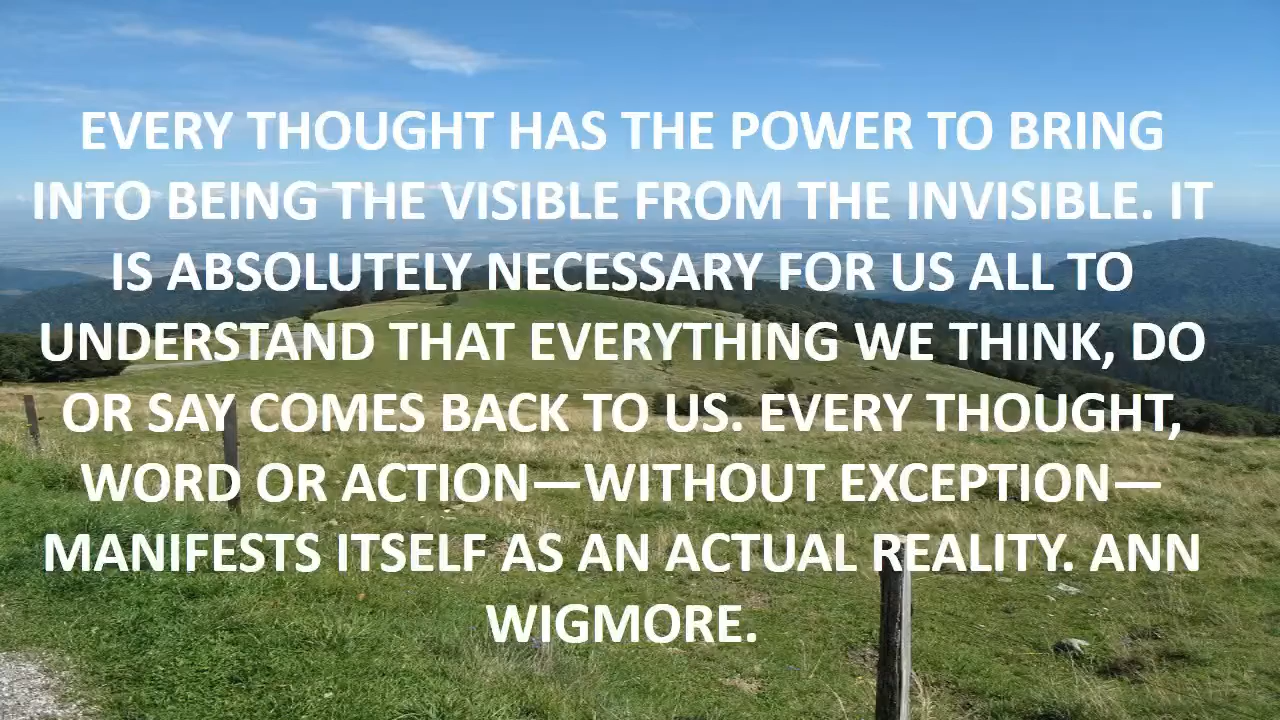 EVERY THOUGHT HAS THE POWER TO BRING
INTO BEING THE VISIBLE FROM THE INVISIBLE. IT
IS ABSOLUTELY NECESSARY FOR US ALL TO
UNDERSTAND THAT EVERYTHING WE THINK, DO
OR SAY COMES BACK TO US. EVERY THOUGHT,
WORD OR ACTION—WITHOUT EXCEPTION—
MANIFESTS ITSELF AS AN ACTUAL REALITY. ANN
WIGMORE.